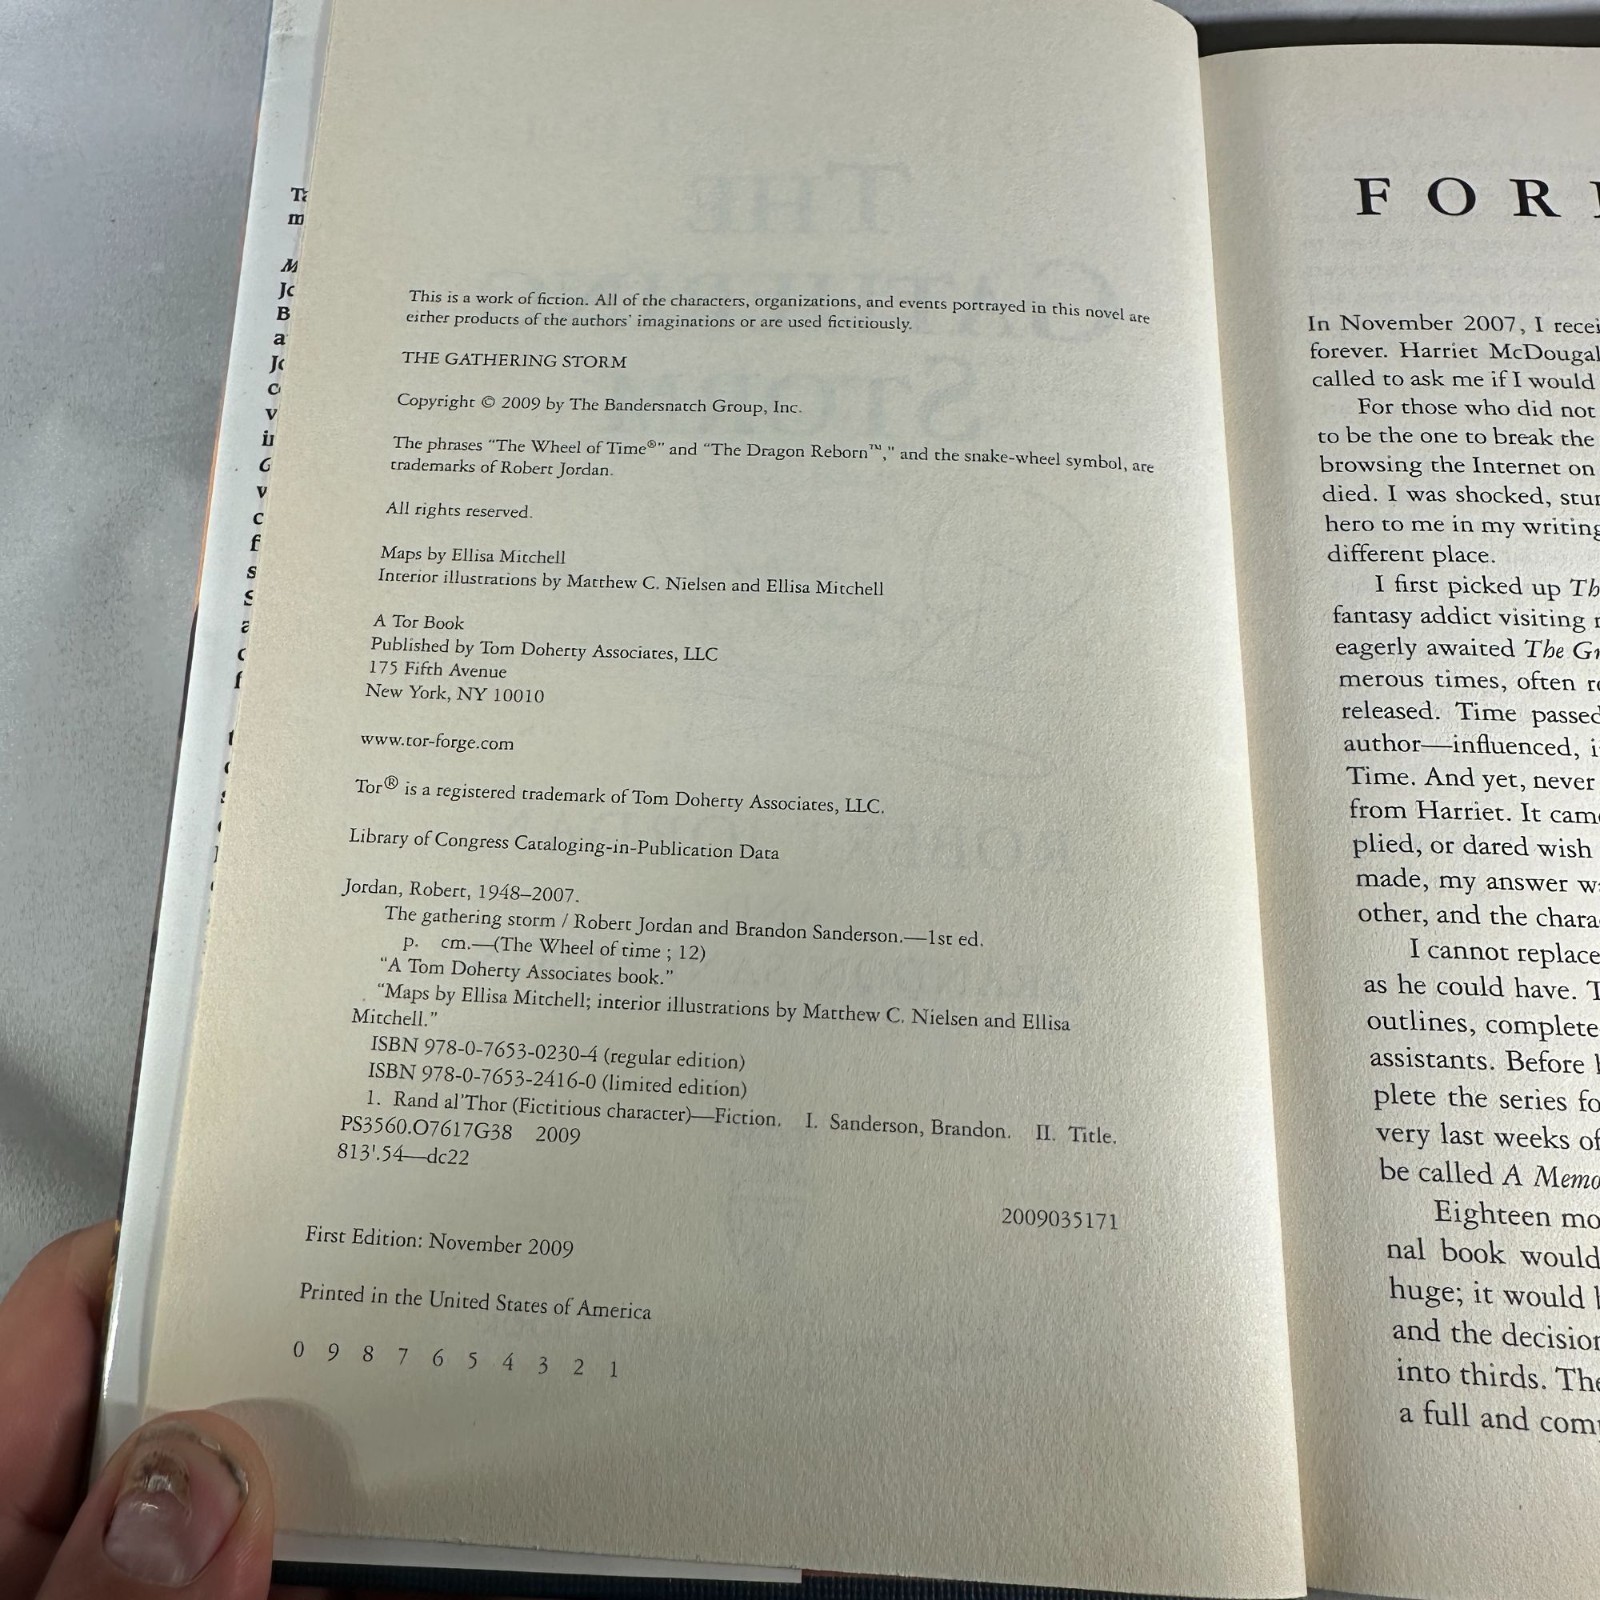 This is a work of fiction. All of the characters, organizations, and events portrayed in this novel are
either products of the authors' imaginations or are used fictitiously.
THE GATHERING STORM
Copyright © 2009 by The Bandersnatch Group, Inc.
The phrases "The Wheel of Time®" and "The Dragon Reborn™," and the snake-wheel symbol, are
trademarks of Robert Jordan.
All rights reserved.
Maps by Ellisa Mitchell
Interior illustrations by Matthew C. Nielsen and Ellisa Mitchell
A Tor Book
Published by Tom Doherty Associates, LLC
175 Fifth Avenue
New York, NY 10010
www.tor-forge.com
Tor® is a registered trademark of Tom Doherty Associates, LLC.
Library of Congress Cataloging-in-Publication Data
Jordan, Robert, 1948–2007.
The gathering storm / Robert Jordan and Brandon Sanderson.—1st ed.
p. cm.—(The Wheel of time ; 12)
"A Tom Doherty Associates book."
"Maps by Ellisa Mitchell; interior illustrations by Matthew C. Nielsen and Ellisa
Mitchell."
ISBN 978-0-7653-0230-4 (regular edition)
ISBN 978-0-7653-2416-0 (limited edition)
1. Rand al'Thor (Fictitious character)—Fiction. I. Sanderson, Brandon. II. Title.
PS3560.O7617G38 2009
813'.54—dc22
2009035171
First Edition: November 2009
Printed in the United States of America
0 9 8 7 6 5 4 3 2 1
FOR
In November 2007, I recei
forever. Harriet McDougal
called to ask me if I would
For those who did not
to be the one to break the
browsing the Internet on
died. I was shocked, stun
hero to me in my writing
different place.
I first picked up Th
fantasy addict visiting
eagerly awaited The Gr
merous times, often re
released. Time passed
author—influenced, i
Time. And yet, never
from Harriet. It came
plied, or dared wish
made, my answer wa
other, and the chara
I cannot replace
as he could have. T
outlines, complete
assistants. Before
plete the series fo
very last weeks of
be called A Memo
Eighteen mo
nal book would
huge; it would
and the decision
into thirds. The
a full and comp